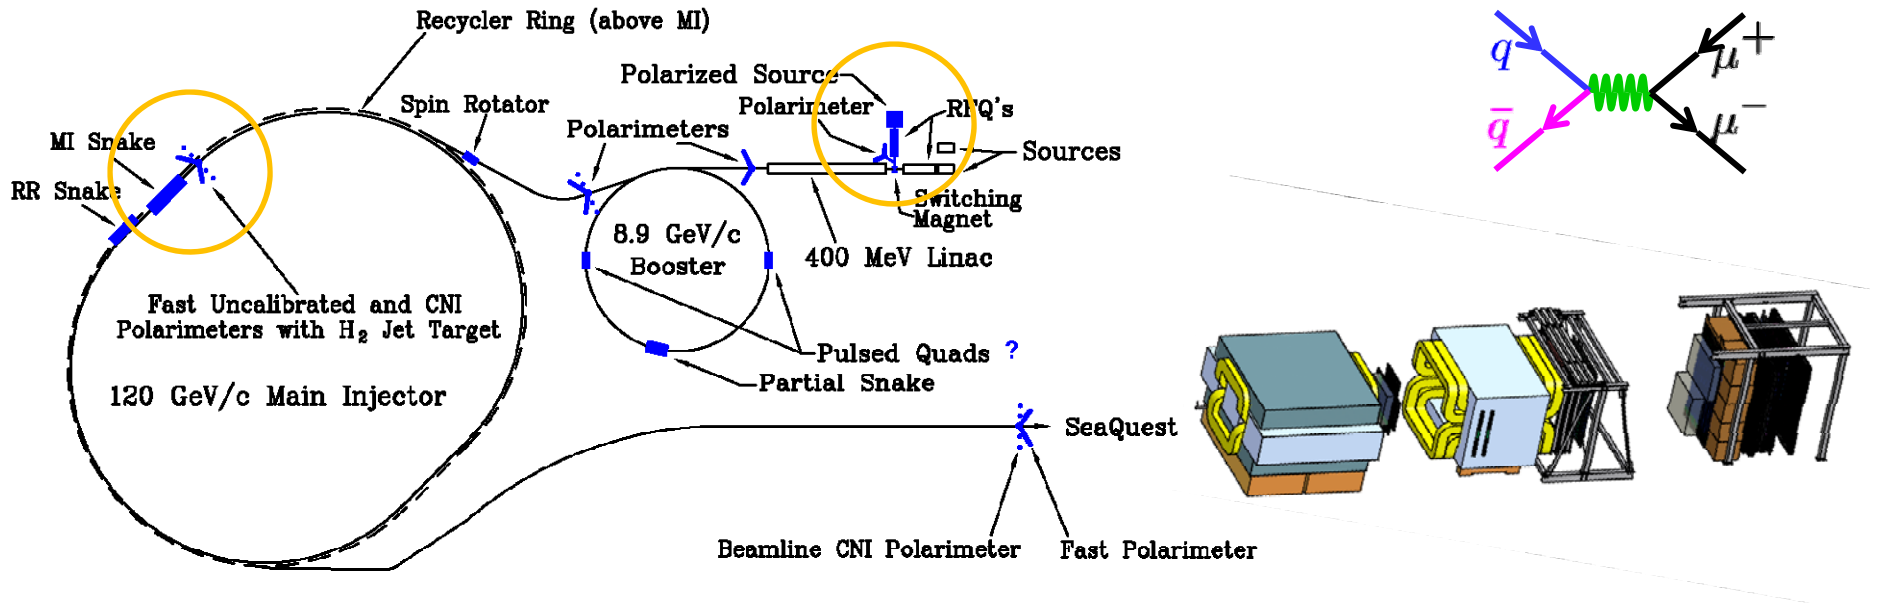 Recycler Ring (above MI)
Polarized Source
Polarimeter
RFQ's
Spin Rotator
Polarimeters
MI Snake
Sources
RR Snake
Switching
Magnet
8.9 GeV/c
Booster
400 MeV Linac
Fast Uncalibrated and CNI
Polarimeters with H₂ Jet Target
Pulsed Quads ?
Partial Snake
120 GeV/c Main Injector
SeaQuest
Beamline CNI Polarimeter
Fast Polarimeter
q
μ⁺
q̅
μ⁻